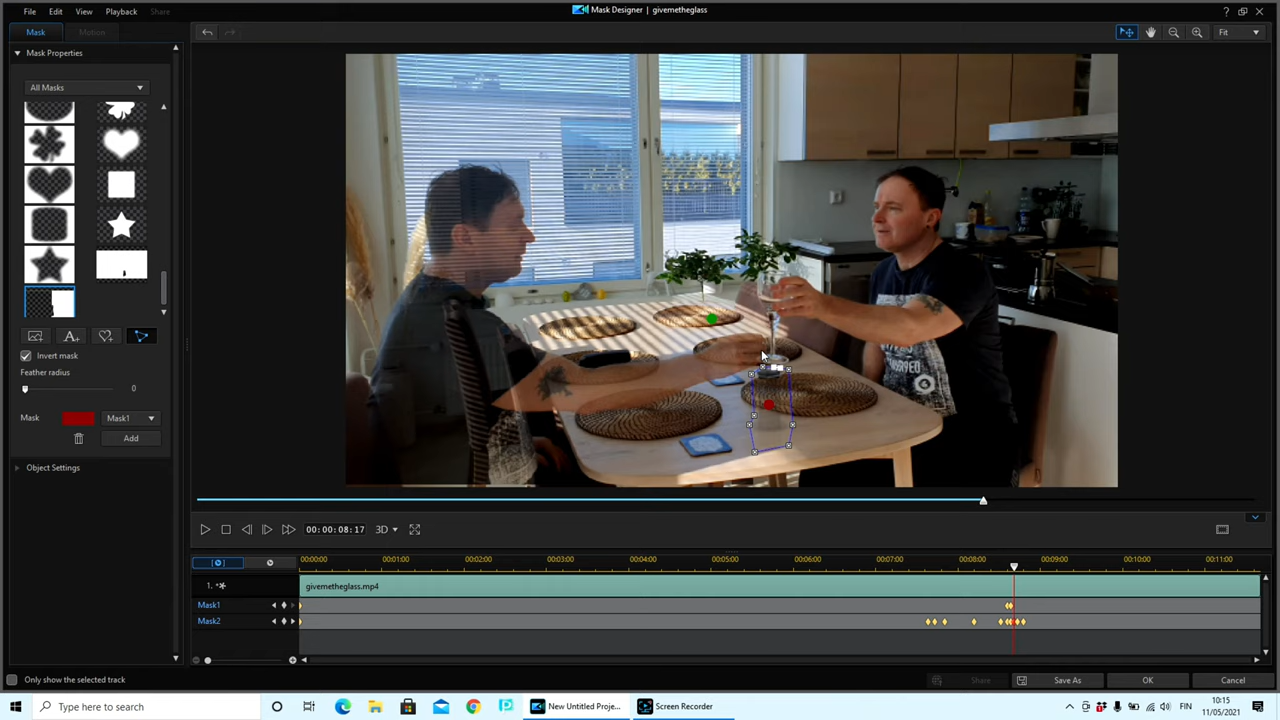 File Edit View Playback Share
Mask Designer | givemetheglass
?
Mask Motion
Fit
Mask Properties
All Masks
Invert mask
Feather radius
0
Mask
Mask1
Add
Object Settings
00:00:08:17
3D
00:00:00 00:01:00 00:02:00 00:03:00 00:04:00 00:05:00 00:06:00 00:07:00 00:08:00 00:09:00 00:10:00 00:11:00
1.
givemetheglass.mp4
Mask1
Mask2
Only show the selected track
Share
Save As
OK
Cancel
Type here to search
New Untitled Proje...
Screen Recorder
FIN
10:15
11/05/2021